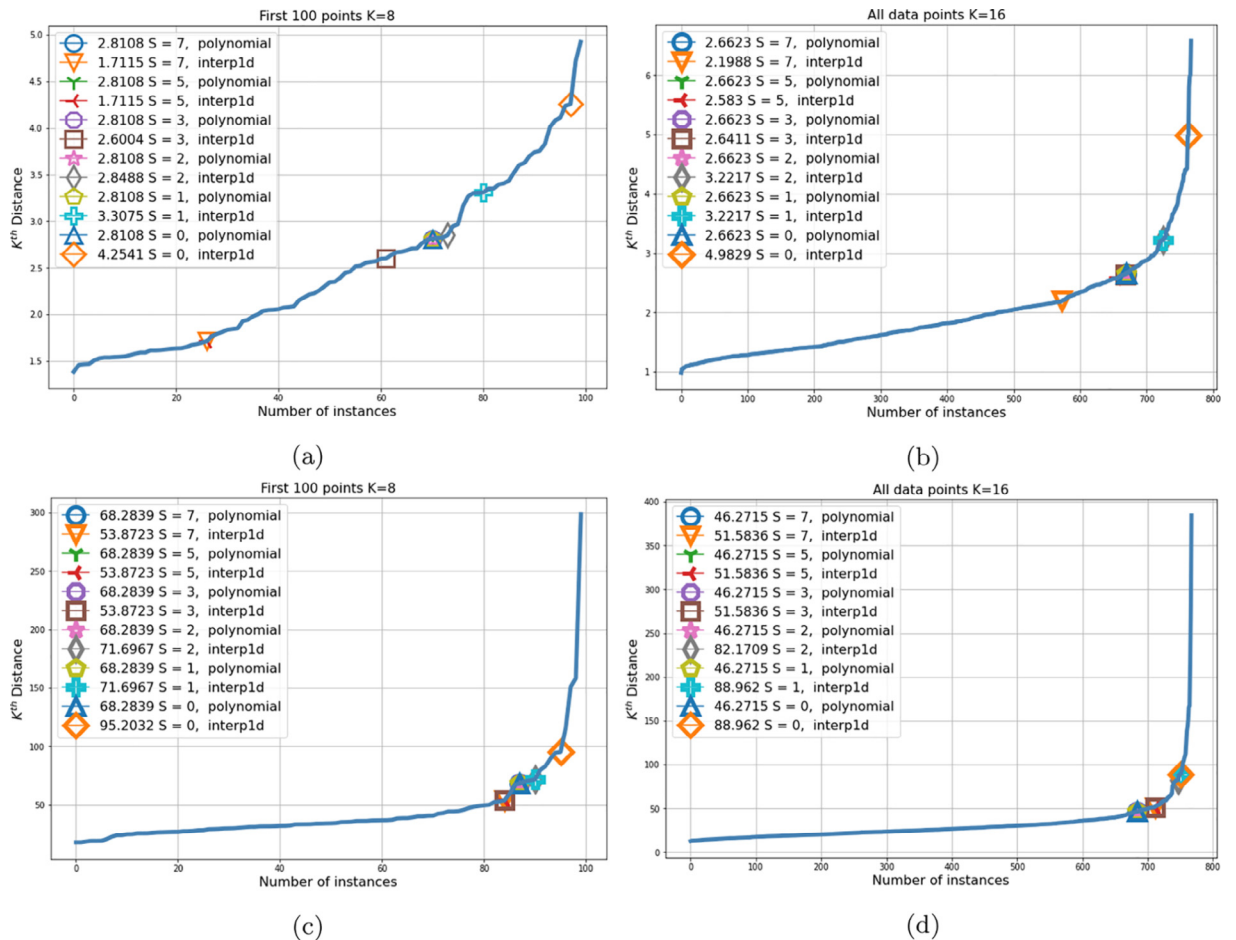 First 100 points K=8
2.8108 S = 7,  polynomial
1.7115 S = 7,  interp1d
2.8108 S = 5,  polynomial
1.7115 S = 5,  interp1d
2.8108 S = 3,  polynomial
2.6004 S = 3,  interp1d
2.8108 S = 2,  polynomial
2.8488 S = 2,  interp1d
2.8108 S = 1,  polynomial
3.3075 S = 1,  interp1d
2.8108 S = 0,  polynomial
4.2541 S = 0,  interp1d
5.0
4.5
4.0
3.5
3.0
2.5
2.0
1.5
Kth Distance
0 20 40 60 80 100
Number of instances
(a)
All data points K=16
2.6623 S = 7,  polynomial
2.1988 S = 7,  interp1d
2.6623 S = 5,  polynomial
2.583 S = 5,  interp1d
2.6623 S = 3,  polynomial
2.6411 S = 3,  interp1d
2.6623 S = 2,  polynomial
3.2217 S = 2,  interp1d
2.6623 S = 1,  polynomial
3.2217 S = 1,  interp1d
2.6623 S = 0,  polynomial
4.9829 S = 0,  interp1d
6
5
4
3
2
1
Kth Distance
0 100 200 300 400 500 600 700 800
Number of instances
(b)
First 100 points K=8
68.2839 S = 7,  polynomial
53.8723 S = 7,  interp1d
68.2839 S = 5,  polynomial
53.8723 S = 5,  interp1d
68.2839 S = 3,  polynomial
53.8723 S = 3,  interp1d
68.2839 S = 2,  polynomial
71.6967 S = 2,  interp1d
68.2839 S = 1,  polynomial
71.6967 S = 1,  interp1d
68.2839 S = 0,  polynomial
95.2032 S = 0,  interp1d
300
250
200
150
100
50
Kth Distance
0 20 40 60 80 100
Number of instances
(c)
All data points K=16
46.2715 S = 7,  polynomial
51.5836 S = 7,  interp1d
46.2715 S = 5,  polynomial
51.5836 S = 5,  interp1d
46.2715 S = 3,  polynomial
51.5836 S = 3,  interp1d
46.2715 S = 2,  polynomial
82.1709 S = 2,  interp1d
46.2715 S = 1,  polynomial
88.962 S = 1,  interp1d
46.2715 S = 0,  polynomial
88.962 S = 0,  interp1d
400
350
300
250
200
150
100
50
0
Kth Distance
0 100 200 300 400 500 600 700 800
Number of instances
(d)